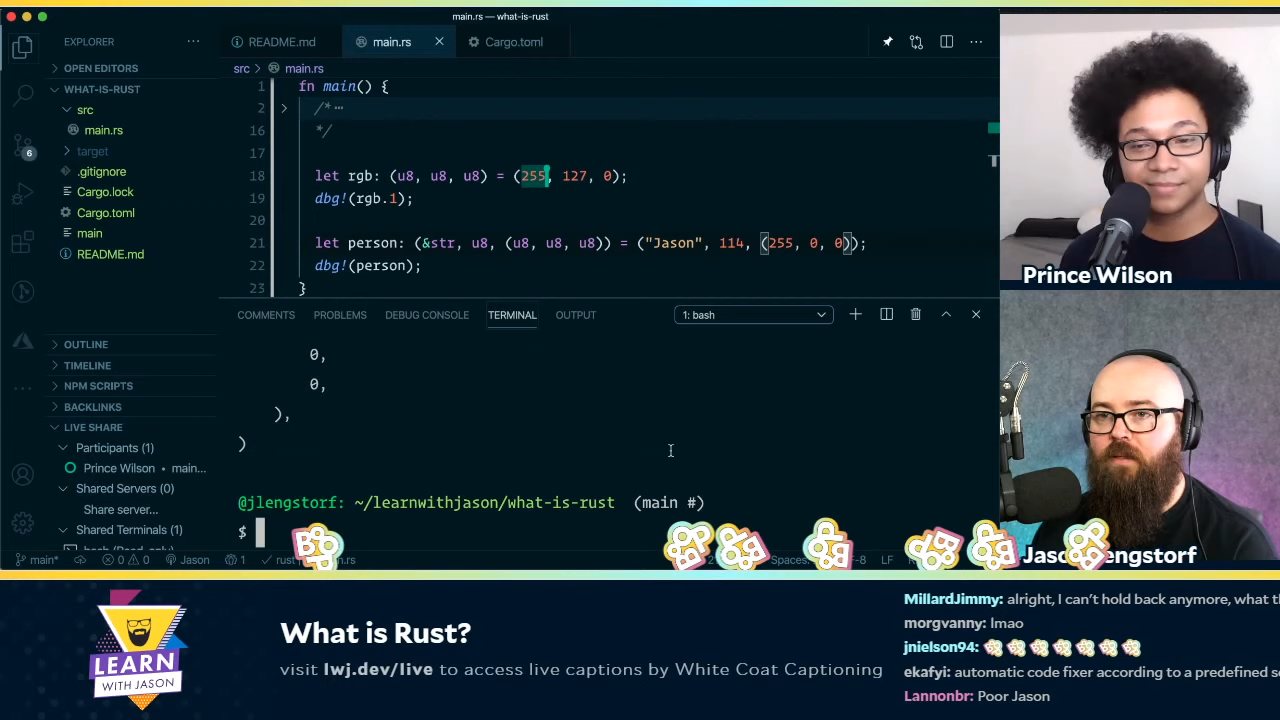 main.rs — what-is-rust
EXPLORER
OPEN EDITORS
WHAT-IS-RUST
src
main.rs
target
.gitignore
Cargo.lock
Cargo.toml
main
README.md
OUTLINE
TIMELINE
NPM SCRIPTS
BACKLINKS
LIVE SHARE
Participants (1)
Prince Wilson • main...
Shared Servers (0)
Share server...
Shared Terminals (1)
6
README.md
main.rs
Cargo.toml
src > main.rs
1 fn main() {
2 /* ⋯
16 */
17
18 let rgb: (u8, u8, u8) = (255, 127, 0);
19 dbg!(rgb.1);
20
21 let person: (&str, u8, (u8, u8, u8)) = ("Jason", 114, (255, 0, 0));
22 dbg!(person);
23 }
COMMENTS PROBLEMS DEBUG CONSOLE TERMINAL OUTPUT 1: bash
0,
0,
),
)
@jlengstorf: ~/learnwithjason/what-is-rust (main #)
$
main* 0 0 Jason 1 LF
Prince Wilson
LEARN
WITH JASON
What is Rust?
visit lwj.dev/live to access live captions by White Coat Captioning
MillardJimmy: alright, I can't hold back anymore, what
morgvanny: lmao
jnielson94:
ekafyi: automatic code fixer according to a predefined
Lannonbr: Poor Jason